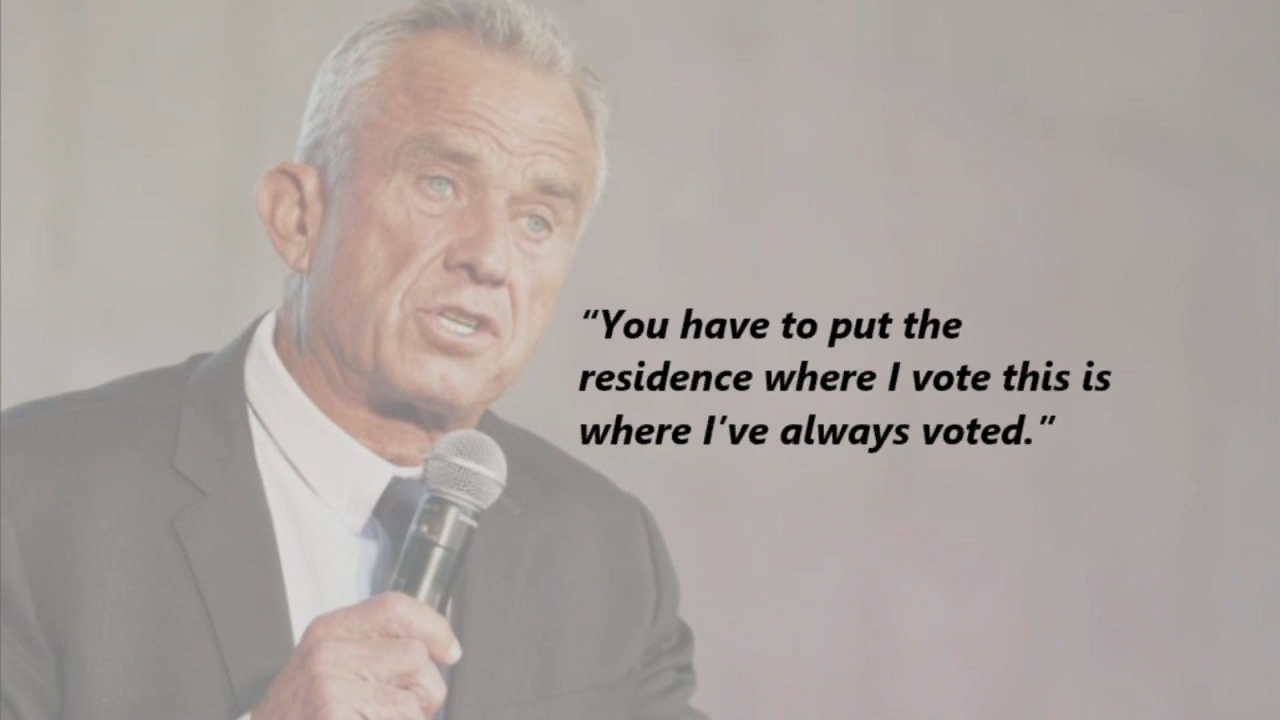 “You have to put the
residence where I vote this is
where I’ve always voted.”